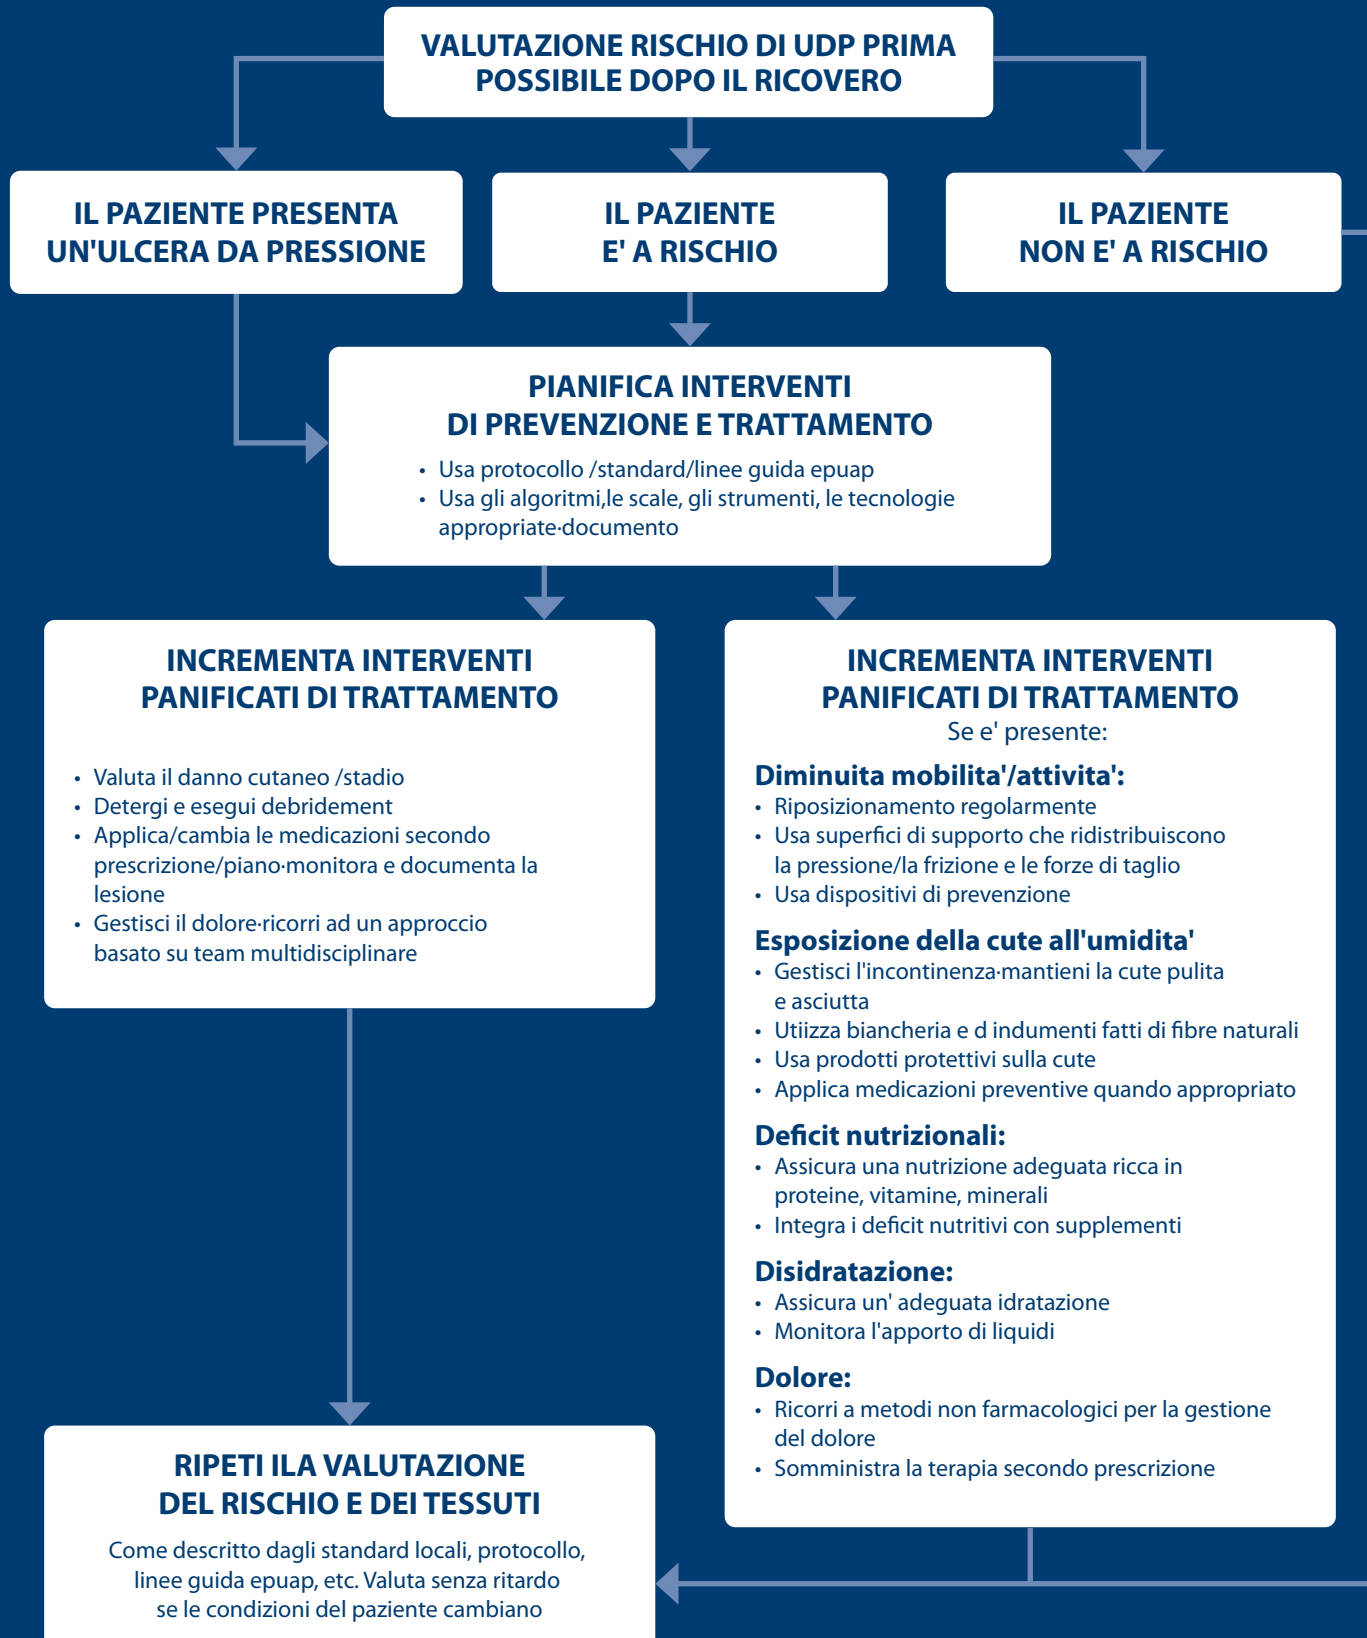 VALUTAZIONE RISCHIO DI UDP PRIMA
POSSIBILE DOPO IL RICOVERO
IL PAZIENTE PRESENTA
UN'ULCERA DA PRESSIONE
IL PAZIENTE
E' A RISCHIO
IL PAZIENTE
NON E' A RISCHIO
PIANIFICA INTERVENTI
DI PREVENZIONE E TRATTAMENTO
• Usa protocollo /standard/linee guida epuap
• Usa gli algoritmi,le scale, gli strumenti, le tecnologie
appropriate·documento
INCREMENTA INTERVENTI
PANIFICATI DI TRATTAMENTO
• Valuta il danno cutaneo /stadio
• Detergi e esegui debridement
• Applica/cambia le medicazioni secondo
prescrizione/piano·monitora e documenta la
lesione
• Gestisci il dolore·ricorri ad un approccio
basato su team multidisciplinare
INCREMENTA INTERVENTI
PANIFICATI DI TRATTAMENTO
Se e' presente:
Diminuita mobilita'/attivita':
• Riposizionamento regolarmente
• Usa superfici di supporto che ridistribuiscono
la pressione/la frizione e le forze di taglio
• Usa dispositivi di prevenzione
Esposizione della cute all'umidita'
• Gestisci l'incontinenza·mantieni la cute pulita
e asciutta
• Utiizza biancheria e d indumenti fatti di fibre naturali
• Usa prodotti protettivi sulla cute
• Applica medicazioni preventive quando appropriato
Deficit nutrizionali:
• Assicura una nutrizione adeguata ricca in
proteine, vitamine, minerali
• Integra i deficit nutritivi con supplementi
Disidratazione:
• Assicura un' adeguata idratazione
• Monitora l'apporto di liquidi
Dolore:
• Ricorri a metodi non farmacologici per la gestione
del dolore
• Somministra la terapia secondo prescrizione
RIPETI ILA VALUTAZIONE
DEL RISCHIO E DEI TESSUTI
Come descritto dagli standard locali, protocollo,
linee guida epuap, etc. Valuta senza ritardo
se le condizioni del paziente cambiano